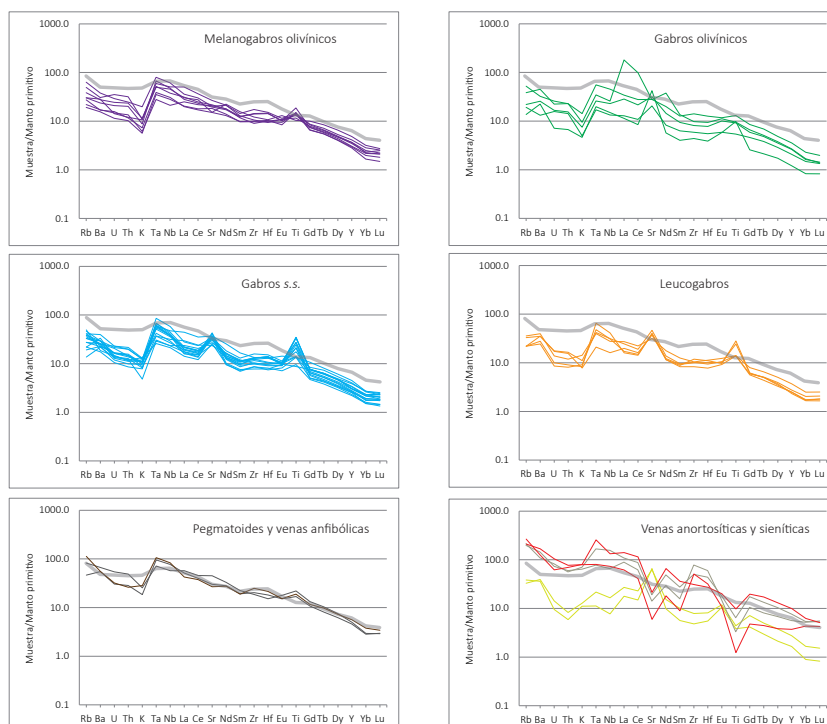 Melanogabros olivínicos
Muestra/Manto primitivo
1000.0
100.0
10.0
1.0
0.1
Rb Ba U Th K Ta Nb La Ce Sr Nd Sm Zr Hf Eu Ti Gd Tb Dy Y Yb Lu
Gabros olivínicos
Muestra/Manto primitivo
1000.0
100.0
10.0
1.0
0.1
Rb Ba U Th K Ta Nb La Ce Sr Nd Sm Zr Hf Eu Ti Gd Tb Dy Y Yb Lu
Gabros s.s.
Muestra/Manto primitivo
1000.0
100.0
10.0
1.0
0.1
Rb Ba U Th K Ta Nb La Ce Sr Nd Sm Zr Hf Eu Ti Gd Tb Dy Y Yb Lu
Leucogabros
Muestra/Manto primitivo
1000.0
100.0
10.0
1.0
0.1
Rb Ba U Th K Ta Nb La Ce Sr Nd Sm Zr Hf Eu Ti Gd Tb Dy Y Yb Lu
Pegmatoides y venas anfibólicas
Muestra/Manto primitivo
1000.0
100.0
10.0
1.0
0.1
Rb Ba U Th K Ta Nb La Ce Sr Nd Sm Zr Hf Eu Ti Gd Tb Dy Y Yb Lu
Venas anortosíticas y sieníticas
Muestra/Manto primitivo
1000.0
100.0
10.0
1.0
0.1
Rb Ba U Th K Ta Nb La Ce Sr Nd Sm Zr Hf Eu Ti Gd Tb Dy Y Yb Lu